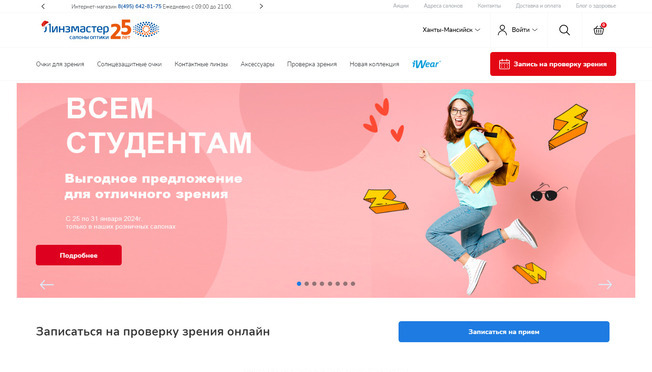 Интернет-магазин 8(495) 642-81-75 Ежедневно с 09:00 до 21:00
Акции Адреса салонов Контакты Доставка и оплата Блог о здоровье
Линзмастер 25 ЛЕТ
САЛОНЫ ОПТИКИ
Ханты-Мансийск Войти 0
Очки для зрения Солнцезащитные очки Контактные линзы Аксессуары Проверка зрения Новая коллекция iWear Запись на проверку зрения
ВСЕМ
СТУДЕНТАМ
Выгодное предложение
для отличного зрения
С 25 по 31 января 2024г.
только в наших розничных салонах
Подробнее
Записаться на проверку зрения онлайн Записаться на прием